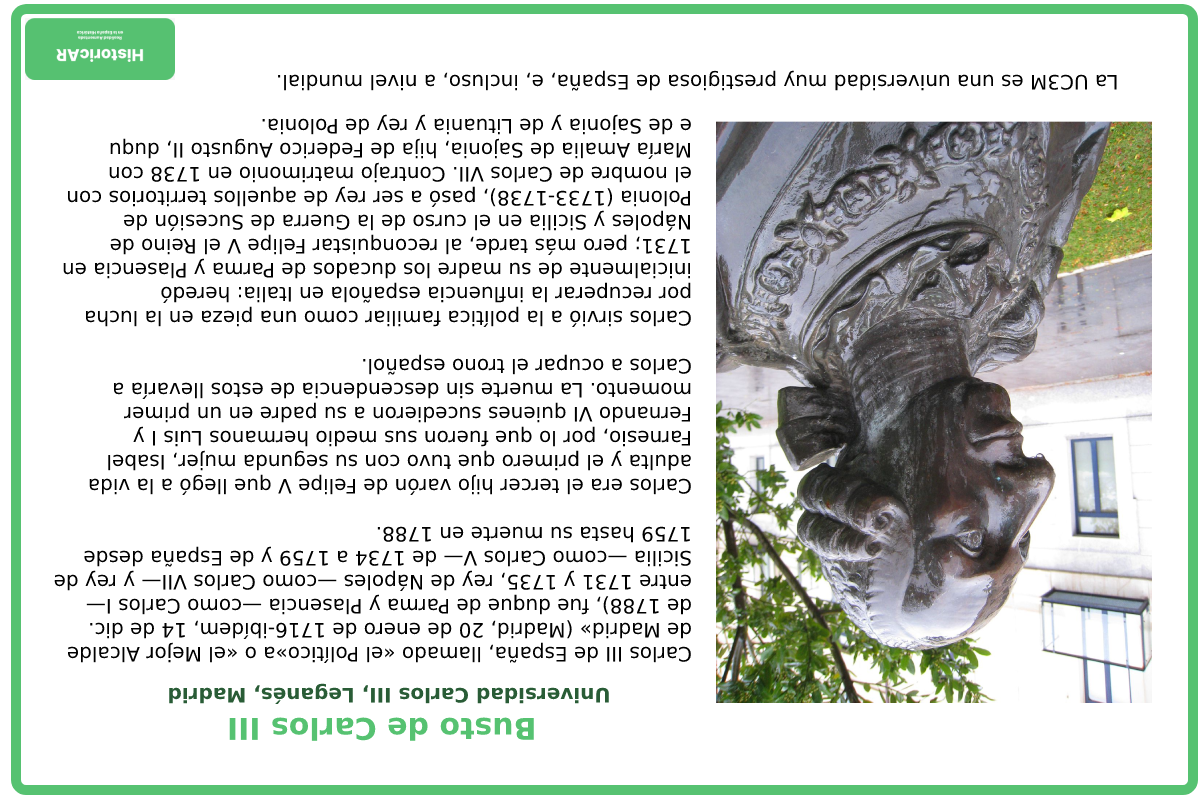 Busto de Carlos III
Universidad Carlos III, Leganés, Madrid
Carlos III de España, llamado «el Político»a o «el Mejor Alcalde
de Madrid» (Madrid, 20 de enero de 1716-ibídem, 14 de dic.
de 1788), fue duque de Parma y Plasencia —como Carlos I—
entre 1731 y 1735, rey de Nápoles —como Carlos VII— y rey de
Sicilia —como Carlos V— de 1734 a 1759 y de España desde
1759 hasta su muerte en 1788.
Carlos era el tercer hijo varón de Felipe V que llegó a la vida
adulta y el primero que tuvo con su segunda mujer, Isabel
Farnesio, por lo que fueron sus medio hermanos Luis I y
Fernando VI quienes sucedieron a su padre en un primer
momento. La muerte sin descendencia de estos llevaría a
Carlos a ocupar el trono español.
Carlos sirvió a la política familiar como una pieza en la lucha
por recuperar la influencia española en Italia: heredó
inicialmente de su madre los ducados de Parma y Plasencia en
1731; pero más tarde, al reconquistar Felipe V el Reino de
Nápoles y Sicilia en el curso de la Guerra de Sucesión de
Polonia (1733-1738), pasó a ser rey de aquellos territorios con
el nombre de Carlos VII. Contrajo matrimonio en 1738 con
María Amalia de Sajonia, hija de Federico Augusto II, duqu
e de Sajonia y de Lituania y rey de Polonia.
La UC3M es una universidad muy prestigiosa de España, e, incluso, a nivel mundial.
HistoricAR
Realidad Aumentada
en la España Histórica